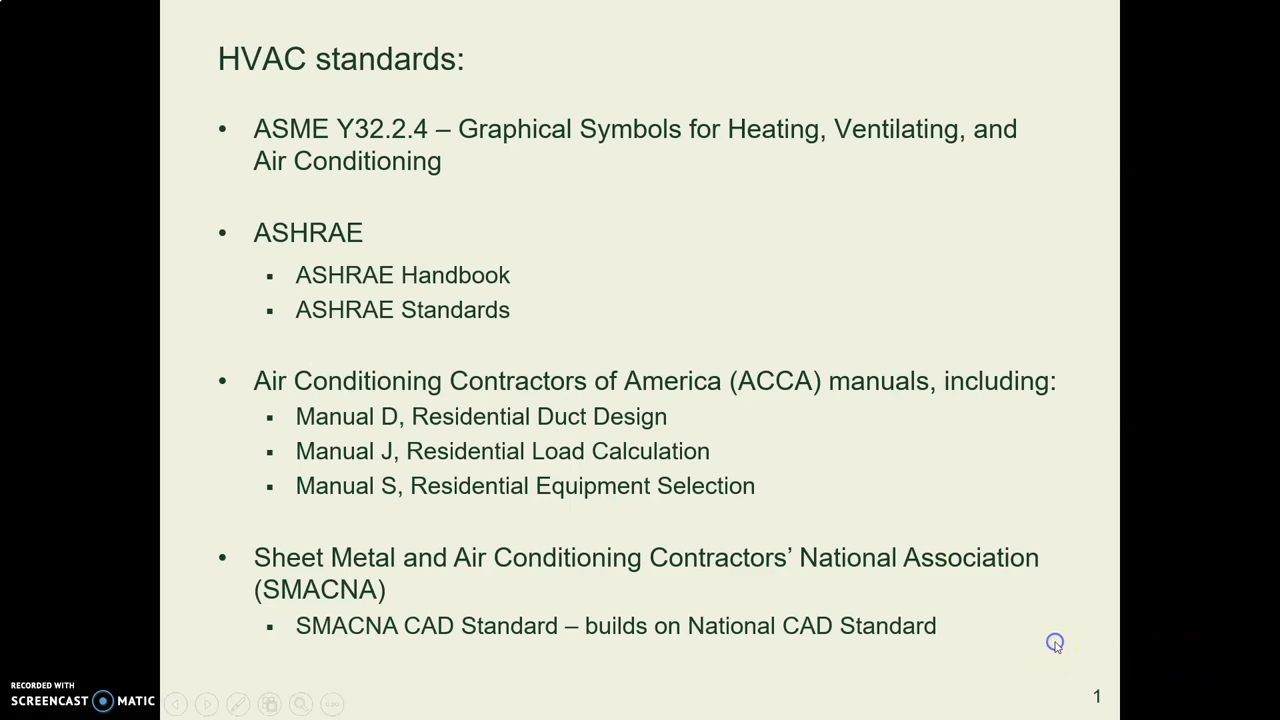 HVAC standards:
• ASME Y32.2.4 – Graphical Symbols for Heating, Ventilating, and
Air Conditioning
• ASHRAE
▪ ASHRAE Handbook
▪ ASHRAE Standards
• Air Conditioning Contractors of America (ACCA) manuals, including:
▪ Manual D, Residential Duct Design
▪ Manual J, Residential Load Calculation
▪ Manual S, Residential Equipment Selection
• Sheet Metal and Air Conditioning Contractors’ National Association
(SMACNA)
▪ SMACNA CAD Standard – builds on National CAD Standard
1
RECORDED WITH
SCREENCAST MATIC